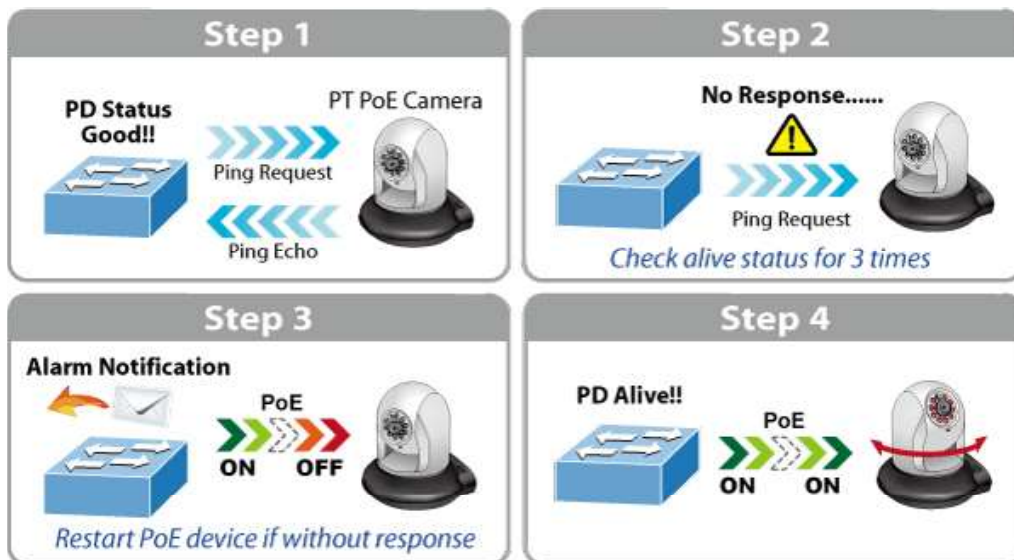 Step 1
PD Status
Good!!
PT PoE Camera
Ping Request
Ping Echo
Step 2
No Response......
Ping Request
Check alive status for 3 times
Step 3
Alarm Notification
PoE
ON OFF
Restart PoE device if without response
Step 4
PD Alive!!
PoE
ON ON